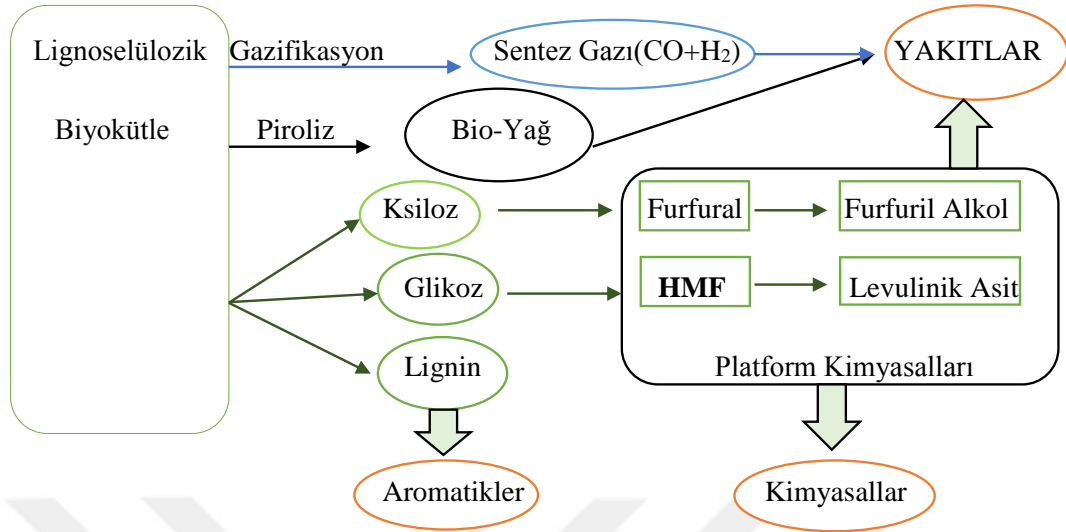 Lignoselülozik
Gazifikasyon
Sentez Gazı(CO+H₂)
YAKITLAR
Biyokütle
Piroliz
Bio-Yağ
Ksiloz
Furfural
Furfuril Alkol
Glikoz
HMF
Levulinik Asit
Lignin
Platform Kimyasalları
Aromatikler
Kimyasallar